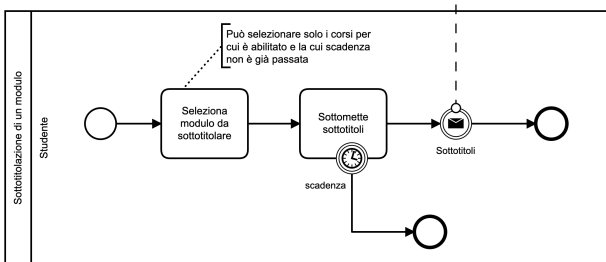 Sottotitolazione di un modulo
Studente
Può selezionare solo i corsi per
cui è abilitato e la cui scadenza
non è già passata
Seleziona
modulo da
sottotitolare
Sottomette
sottotitoli
Sottotitoli
scadenza